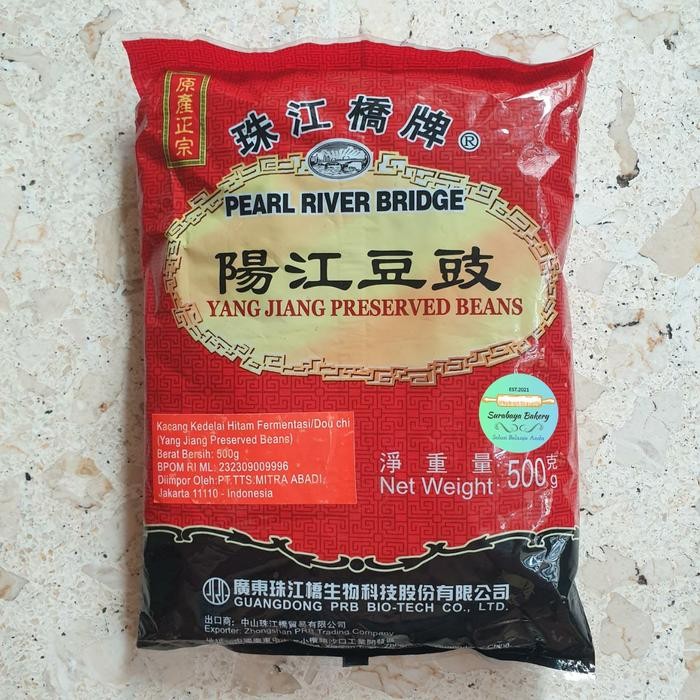 原產正宗
珠江橋牌®
PEARL RIVER BRIDGE
陽江豆豉
YANG JIANG PRESERVED BEANS
EST.2021
Surabaya Bakery
Solusi Belanja Anda
Kacang Kedelai Hitam Fermentasi/Dou chi
(Yang Jiang Preserved Beans)
Berat Bersih: 500g
BPOM RI ML: 232309009996
Diimpor Oleh:PT.TTS.MITRA ABADI.
Jakarta 11110 - Indonesia
淨重量: 500克
Net Weight: 500g
廣東珠江橋生物科技股份有限公司
GUANGDONG PRB BIO-TECH CO., LTD.
出口商: 中山珠江橋貿易有限公司
Exporter: Zhongshan PRB Trading Company